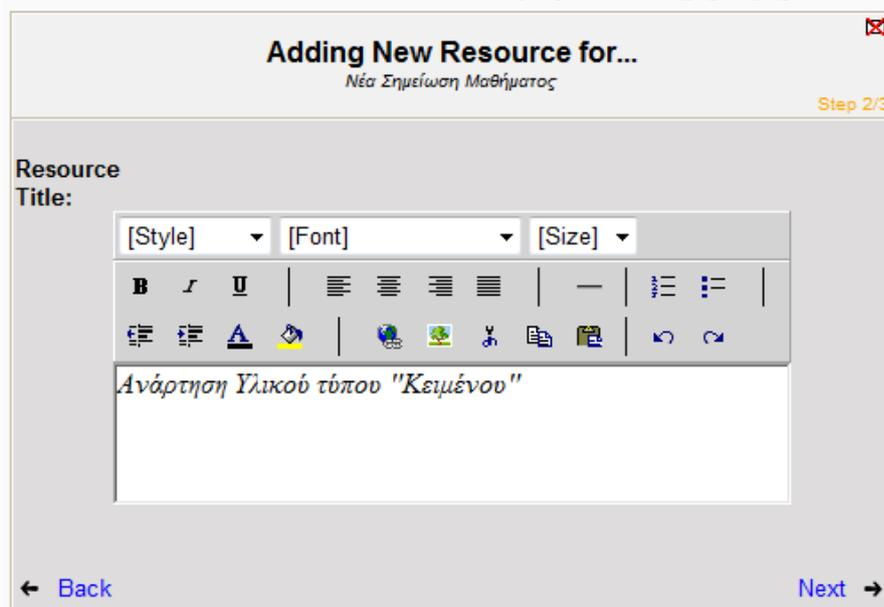 Adding New Resource for...
Νέα Σημείωση Μαθήματος
Step 2/3
Resource
Title:
[Style] [Font] [Size]
B I U
A
Ανάρτηση Υλικού τύπου "Κειμένου"
Back Next